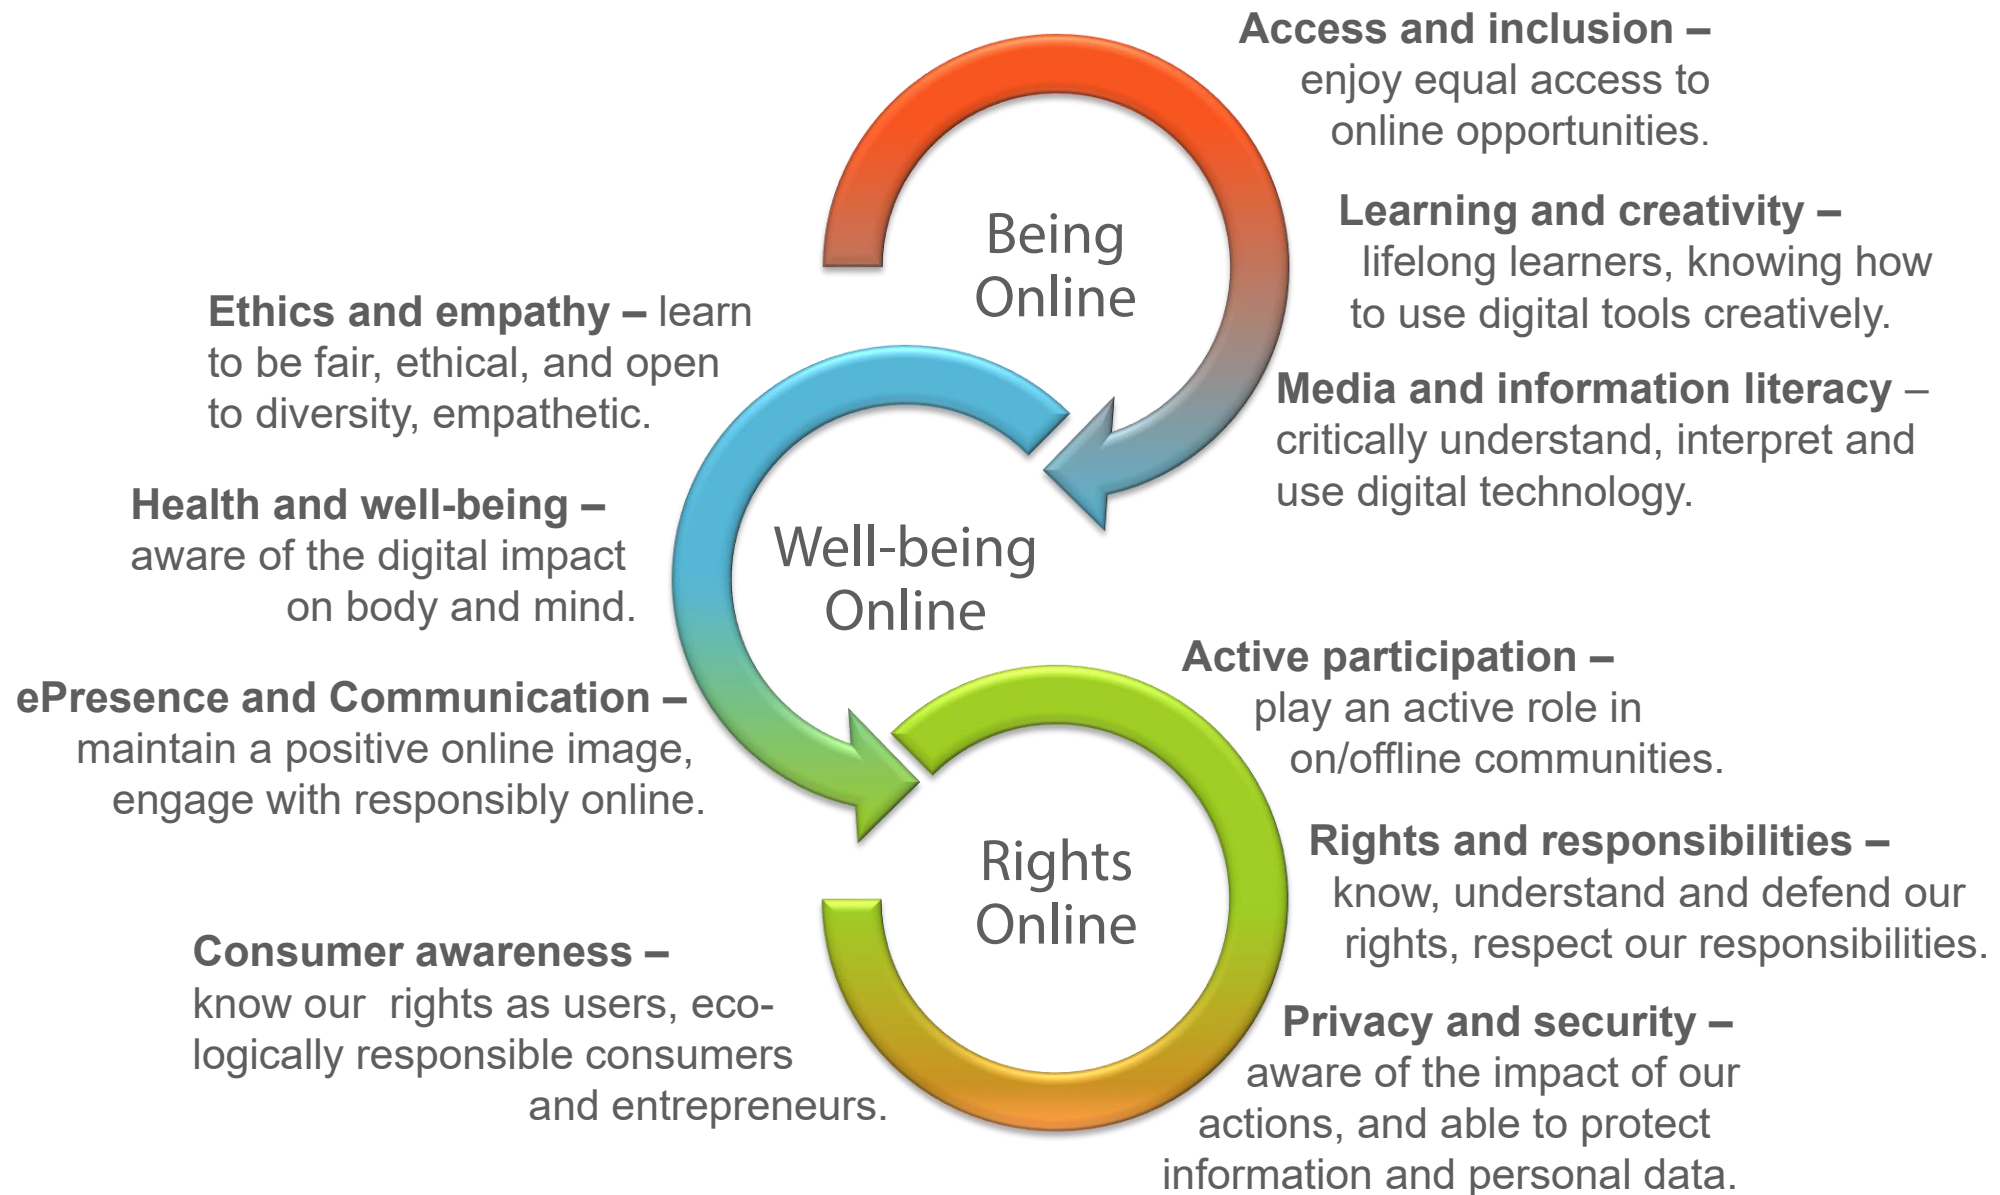 Being
Online
Access and inclusion –
enjoy equal access to
online opportunities.
Learning and creativity –
lifelong learners, knowing how
to use digital tools creatively.
Media and information literacy –
critically understand, interpret and
use digital technology.
Well-being
Online
Ethics and empathy – learn
to be fair, ethical, and open
to diversity, empathetic.
Health and well-being –
aware of the digital impact
on body and mind.
ePresence and Communication –
maintain a positive online image,
engage with responsibly online.
Rights
Online
Active participation –
play an active role in
on/offline communities.
Rights and responsibilities –
know, understand and defend our
rights, respect our responsibilities.
Privacy and security –
aware of the impact of our
actions, and able to protect
information and personal data.
Consumer awareness –
know our  rights as users, eco-
logically responsible consumers
and entrepreneurs.